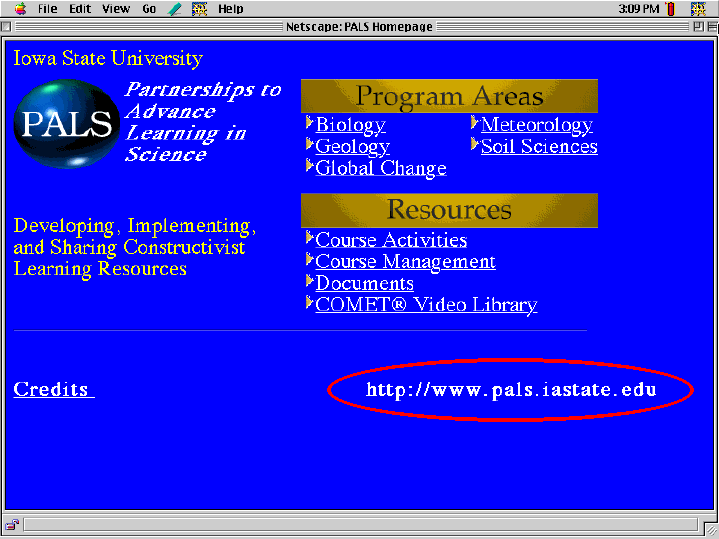 File Edit View Go Help 3:09 PM
Netscape: PALS Homepage
Iowa State University
PALS
Partnerships to
Advance
Learning in
Science
Program Areas
Biology
Meteorology
Geology
Soil Sciences
Global Change
Developing, Implementing,
and Sharing Constructivist
Learning Resources
Resources
Course Activities
Course Management
Documents
COMET® Video Library
Credits
http://www.pals.iastate.edu